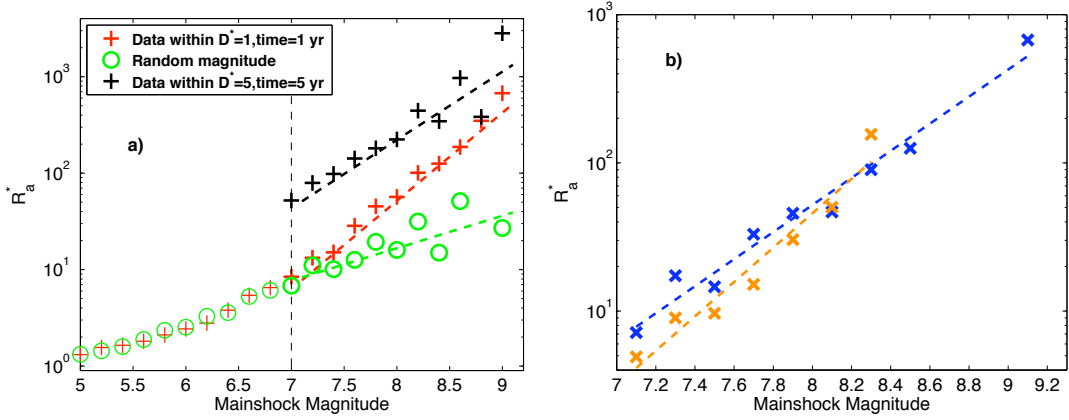 Data within D*=1,time=1 yr
Random magnitude
Data within D*=5,time=5 yr
a)
R*a
10³
10²
10¹
10⁰
5 5.5 6 6.5 7 7.5 8 8.5 9
Mainshock Magnitude
b)
R*a
10³
10²
10¹
7 7.2 7.4 7.6 7.8 8 8.2 8.4 8.6 8.8 9 9.2
Mainshock Magnitude